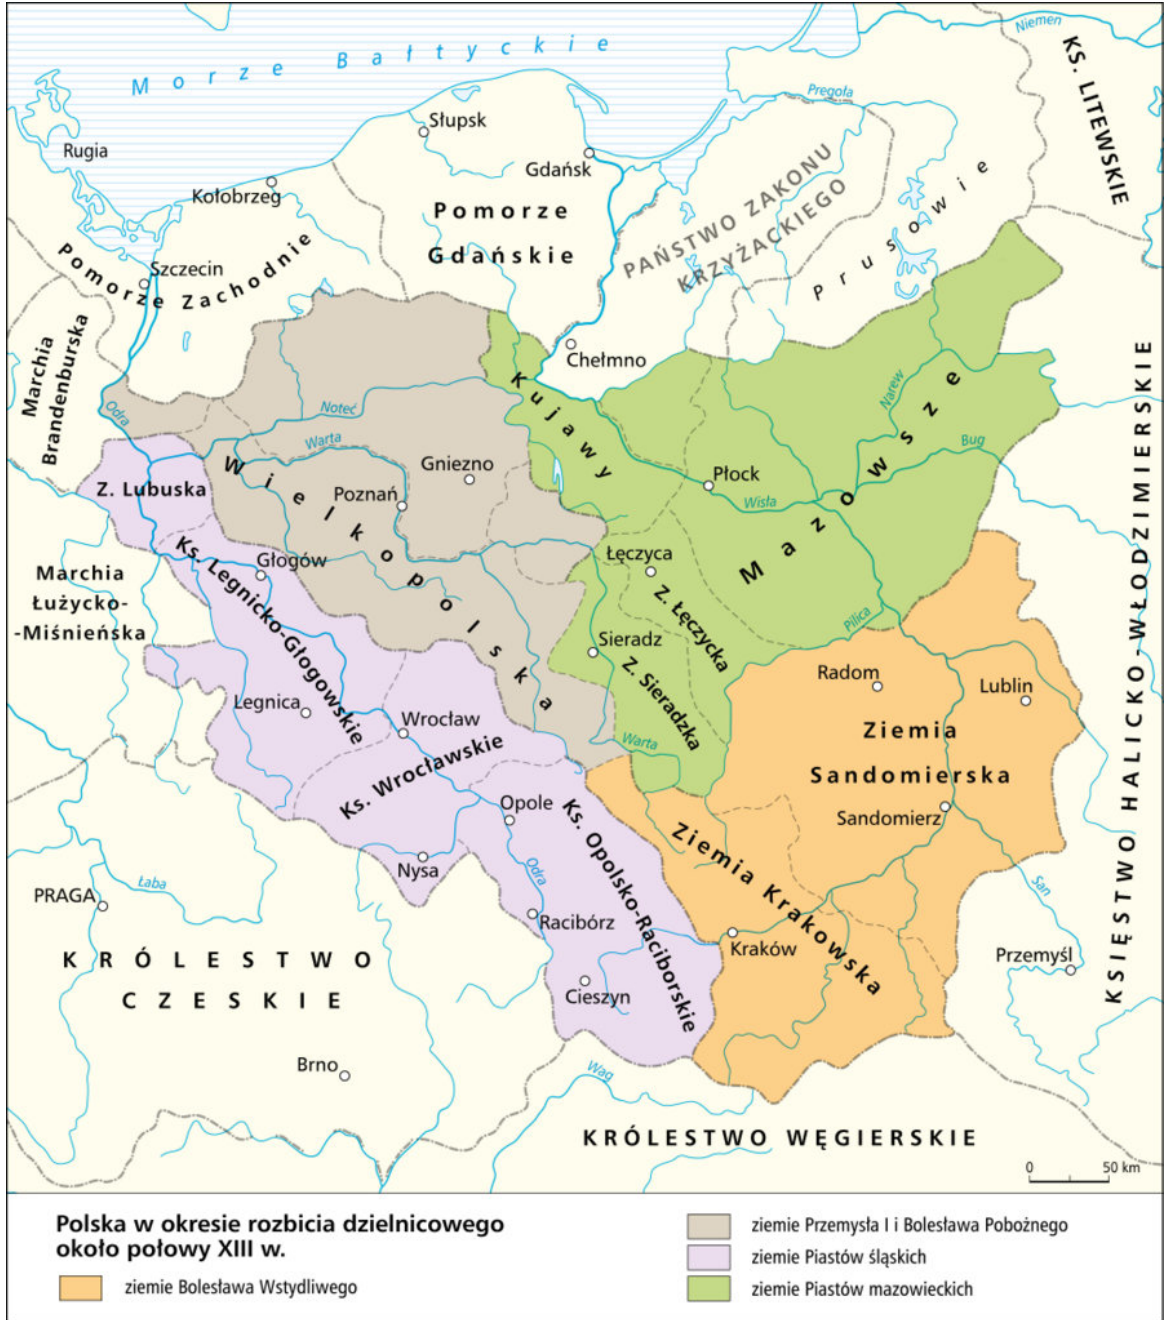 Morze Bałtyckie
Niemen
KS. LITEWSKIE
Pregoła
Słupsk
Rugia
Gdańsk
PAŃSTWO ZAKONU
KRZYŻACKIEGO
Kołobrzeg
Pomorze
Gdańskie
Prusowie
Szczecin
Pomorze Zachodnie
Marchia
Brandenburska
Chełmno
Kujawy
Odra
Noteć
Narew
Mazowsze
Warta
Bug
Gniezno
Wielkopolska
Płock
Z. Lubuska
Poznań
Wisła
KSIĘSTWO HALICKO-WŁODZIMIERSKIE
Ks. Legnicko-Głogowskie
Głogów
Łęczyca
Marchia
Łużycko-
-Miśnieńska
Z. Łęczycka
Pilica
Sieradz
Z. Sieradzka
Radom
Lublin
Legnica
Wrocław
Ks. Wrocławskie
Warta
Ziemia
Sandomierska
Opole
Ks. Opolsko-Raciborskie
Sandomierz
Ziemia Krakowska
Nysa
Odra
San
Łaba
PRAGA
Racibórz
Kraków
Przemyśl
KRÓLESTWO
CZESKIE
Cieszyn
Brno
Wag
KRÓLESTWO WĘGIERSKIE
0 50 km
Polska w okresie rozbicia dzielnicowego
około połowy XIII w.
ziemie Bolesława Wstydliwego
ziemie Przemysła I i Bolesława Pobożnego
ziemie Piastów śląskich
ziemie Piastów mazowieckich